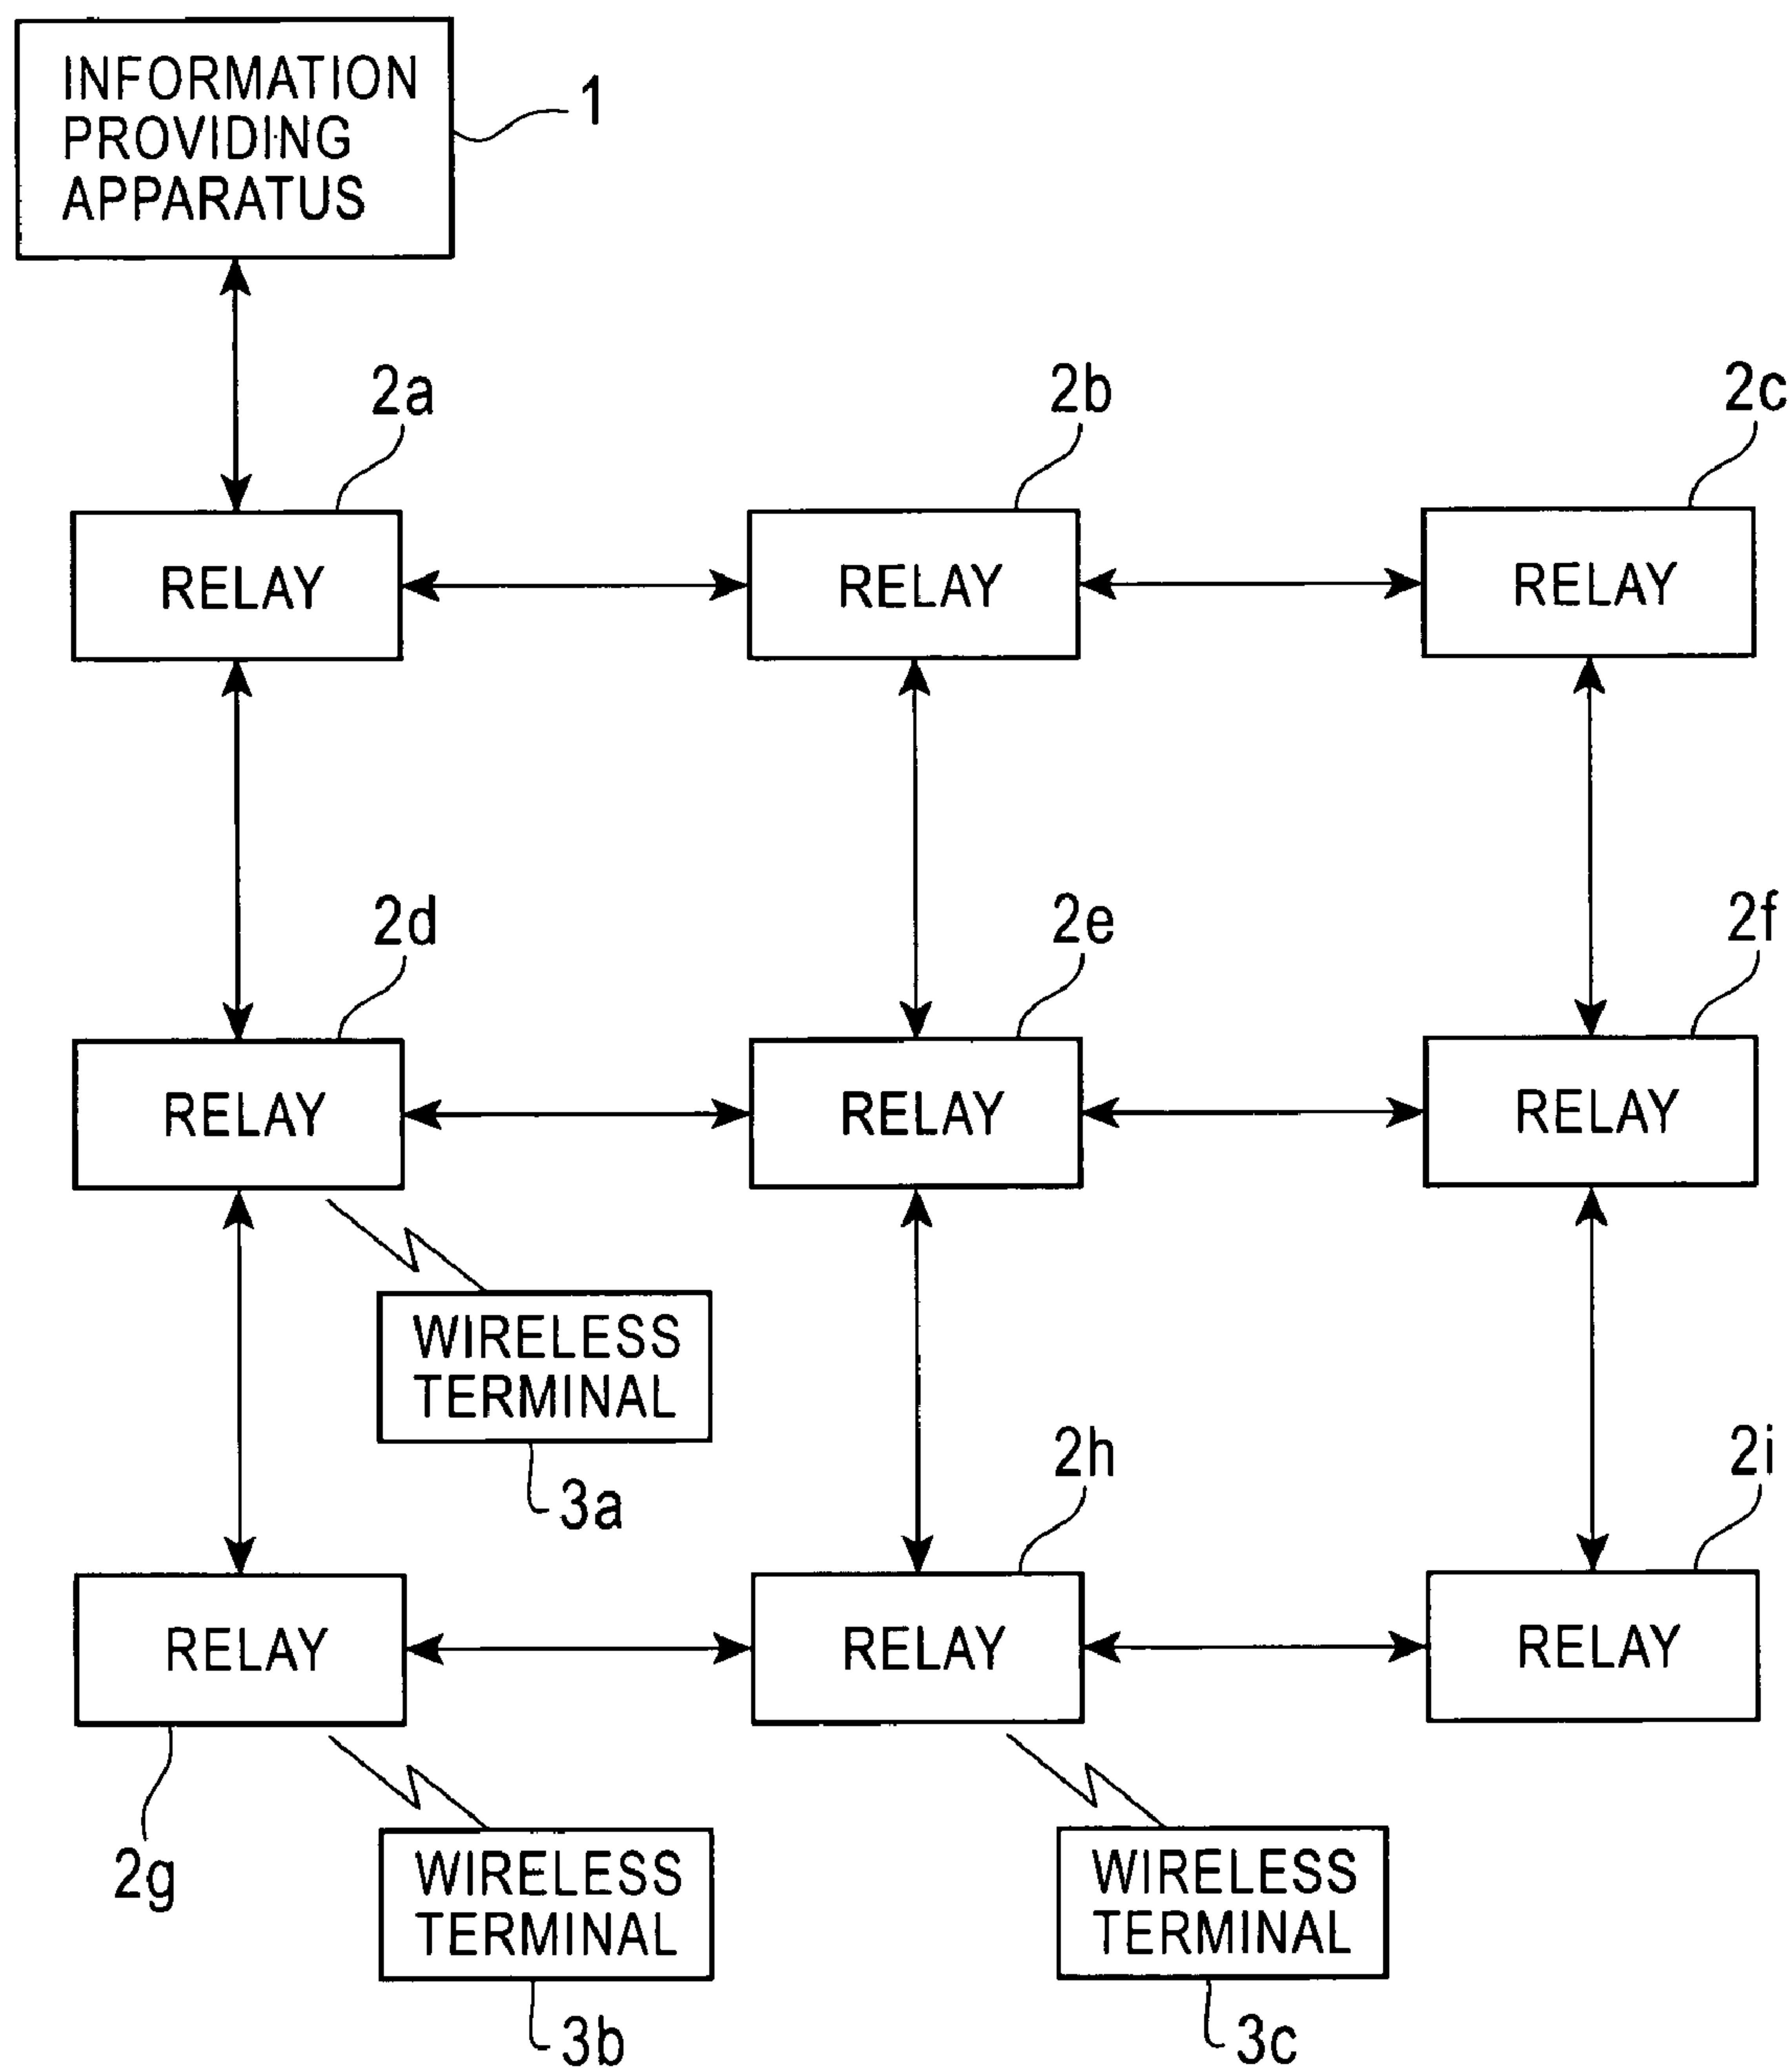 INFORMATION
PROVIDING
APPARATUS
1
2a
2b
2c
RELAY
RELAY
RELAY
2d
2e
2f
RELAY
RELAY
RELAY
WIRELESS
TERMINAL
3a
2h
2i
RELAY
RELAY
RELAY
2g
WIRELESS
TERMINAL
3b
WIRELESS
TERMINAL
3c